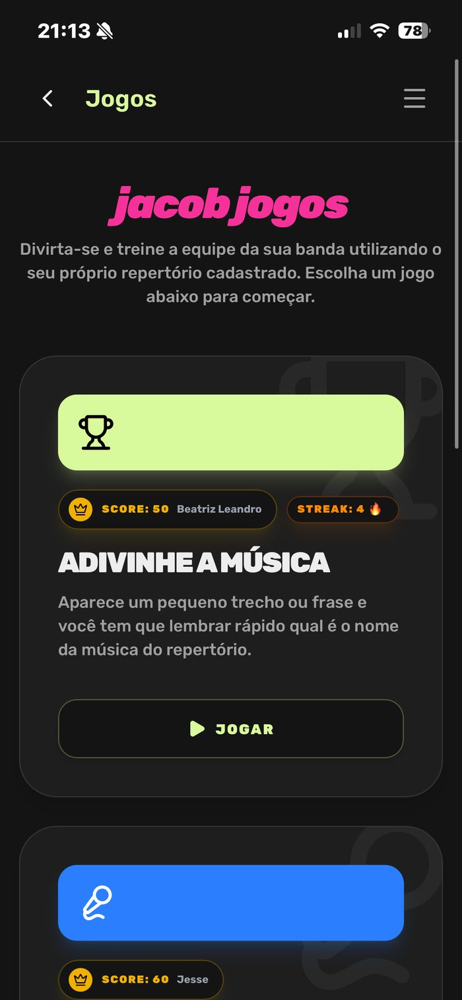 21:13
78
Jogos
jacob jogos
Divirta-se e treine a equipe da sua banda utilizando o
seu próprio repertório cadastrado. Escolha um jogo
abaixo para começar.
SCORE: 50 Beatriz Leandro
STREAK: 4 🔥
ADIVINHE A MÚSICA
Aparece um pequeno trecho ou frase e
você tem que lembrar rápido qual é o nome
da música do repertório.
JOGAR
SCORE: 60 Jesse